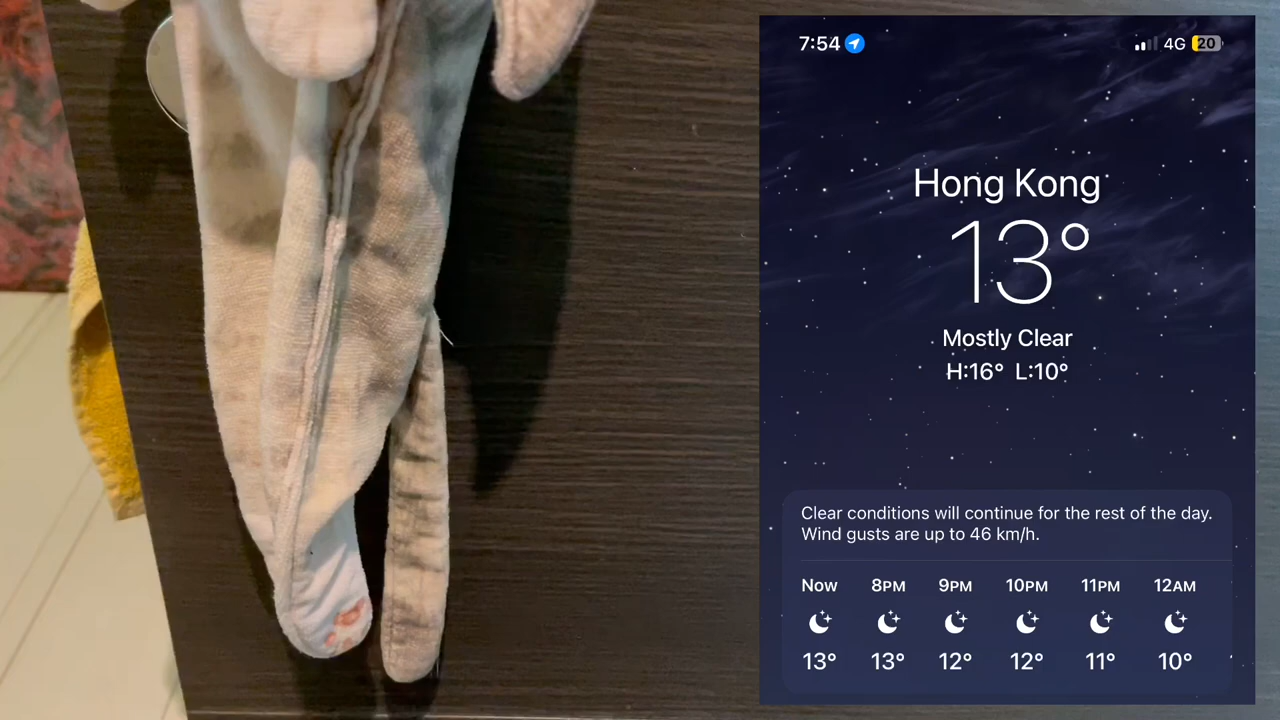 7:54 4G 20
Hong Kong
13°
Mostly Clear
H:16° L:10°
Clear conditions will continue for the rest of the day.
Wind gusts are up to 46 km/h.
Now 8PM 9PM 10PM 11PM 12AM
13° 13° 12° 12° 11° 10°